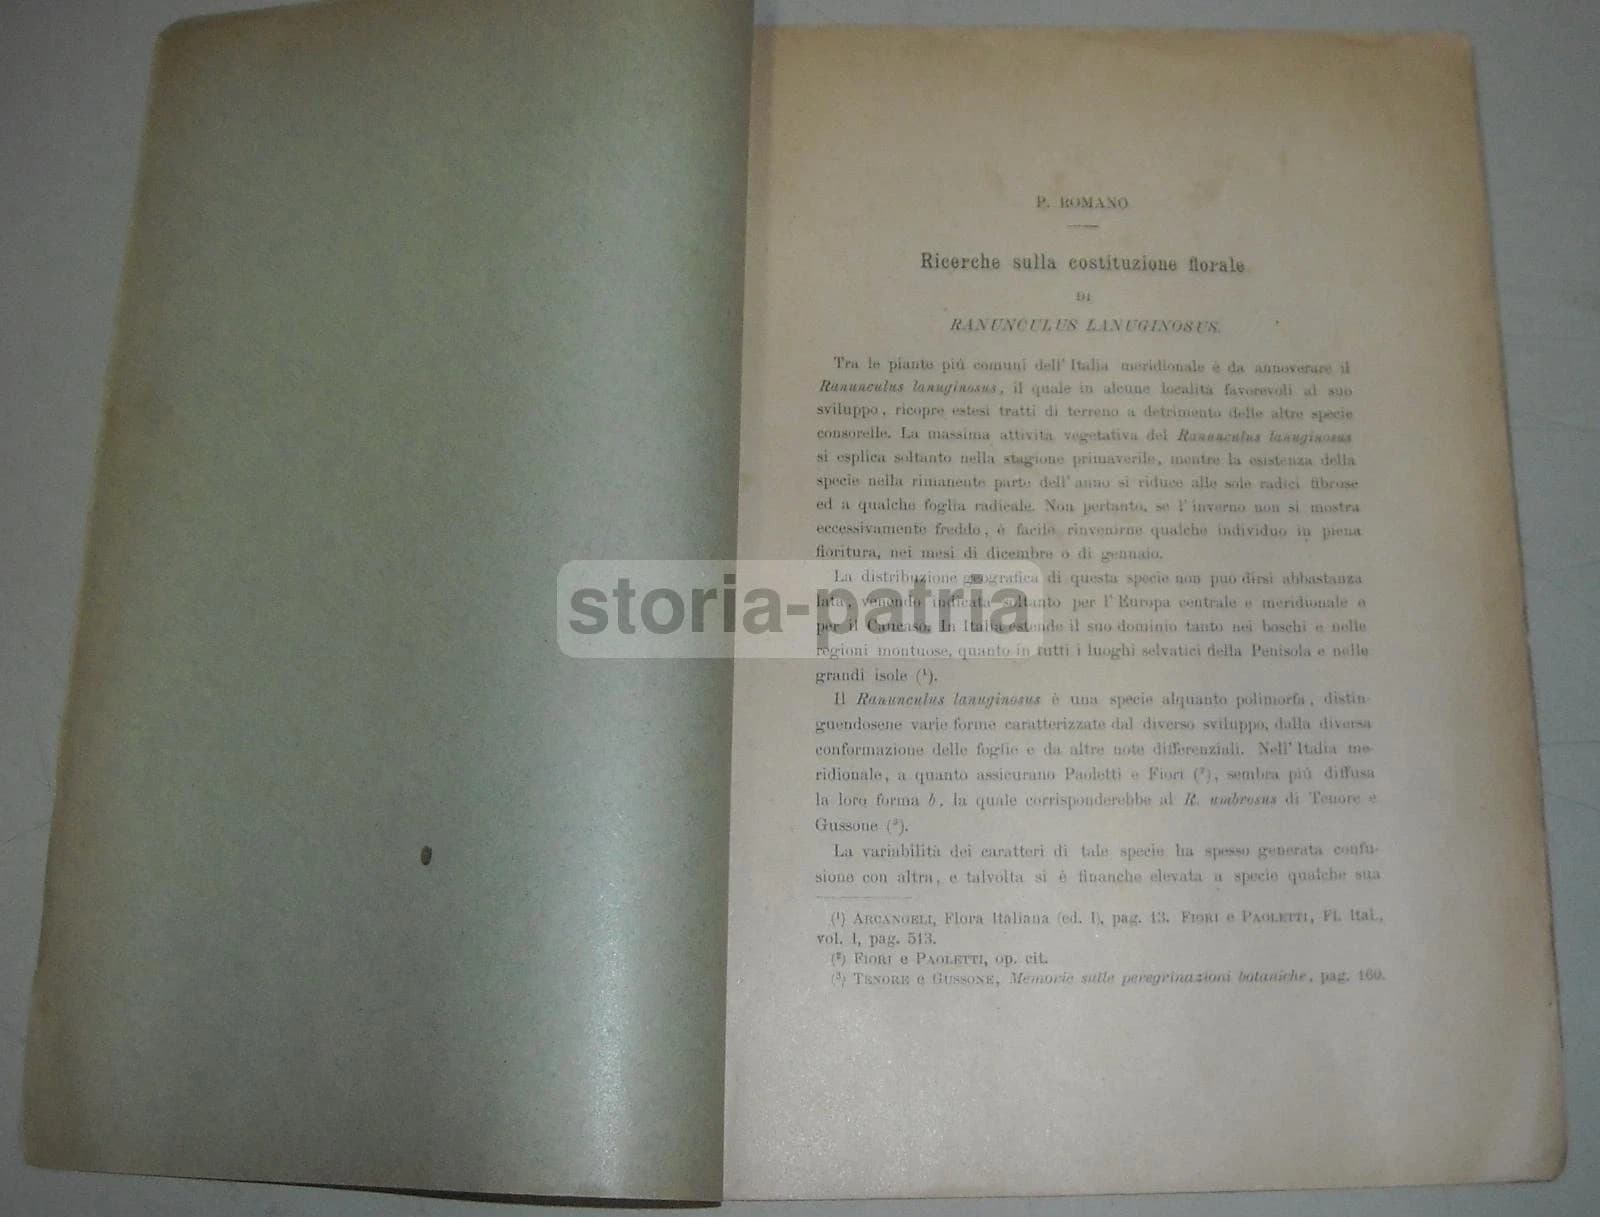 P. ROMANO
Ricerche sulla costituzione florale
DI
RANUNCULUS LANUGINOSUS.
Tra le piante più comuni dell' Italia meridionale è da annoverare il
Ranunculus lanuginosus, il quale in alcune località favorevoli al suo
sviluppo, ricopre estesi tratti di terreno a detrimento delle altre specie
consorelle. La massima attività vegetativa del Ranunculus lanuginosus
si esplica soltanto nella stagione primaverile, mentre la esistenza della
specie nella rimanente parte dell' anno si riduce alle sole radici fibrose
ed a qualche foglia radicale. Non pertanto, se l' inverno non si mostra
eccessivamente freddo, è facile rinvenirne qualche individuo in piena
fioritura, nei mesi di dicembre o di gennaio.
La distribuzione geografica di questa specie non può dirsi abbastanza
lata, venendo indicata soltanto per l' Europa centrale e meridionale e
per il Caucaso. In Italia estende il suo dominio tanto nei boschi e nelle
regioni montuose, quanto in tutti i luoghi selvatici della Penisola e nelle
grandi isole (¹).
Il Ranunculus lanuginosus è una specie alquanto polimorfa, distin-
guendosene varie forme caratterizzate dal diverso sviluppo, dalla diversa
conformazione delle foglie e da altre note differenziali. Nell' Italia me-
ridionale, a quanto assicurano Paoletti e Fiori (²), sembra più diffusa
la loro forma b, la quale corrisponderebbe al R. umbrosus di Tenore e
Gussone (³).
La variabilità dei caratteri di tale specie ha spesso generata confu-
sione con altra, e talvolta si è finanche elevata a specie qualche sua
(¹) ARCANGELI, Flora Italiana (ed. I), pag. 13. FIORI e PAOLETTI, Fl. Ital.,
vol. I, pag. 513.
(²) FIORI e PAOLETTI, op. cit.
(³) TENORE e GUSSONE, Memorie sulle peregrinazioni botaniche, pag. 160.
storia-patria